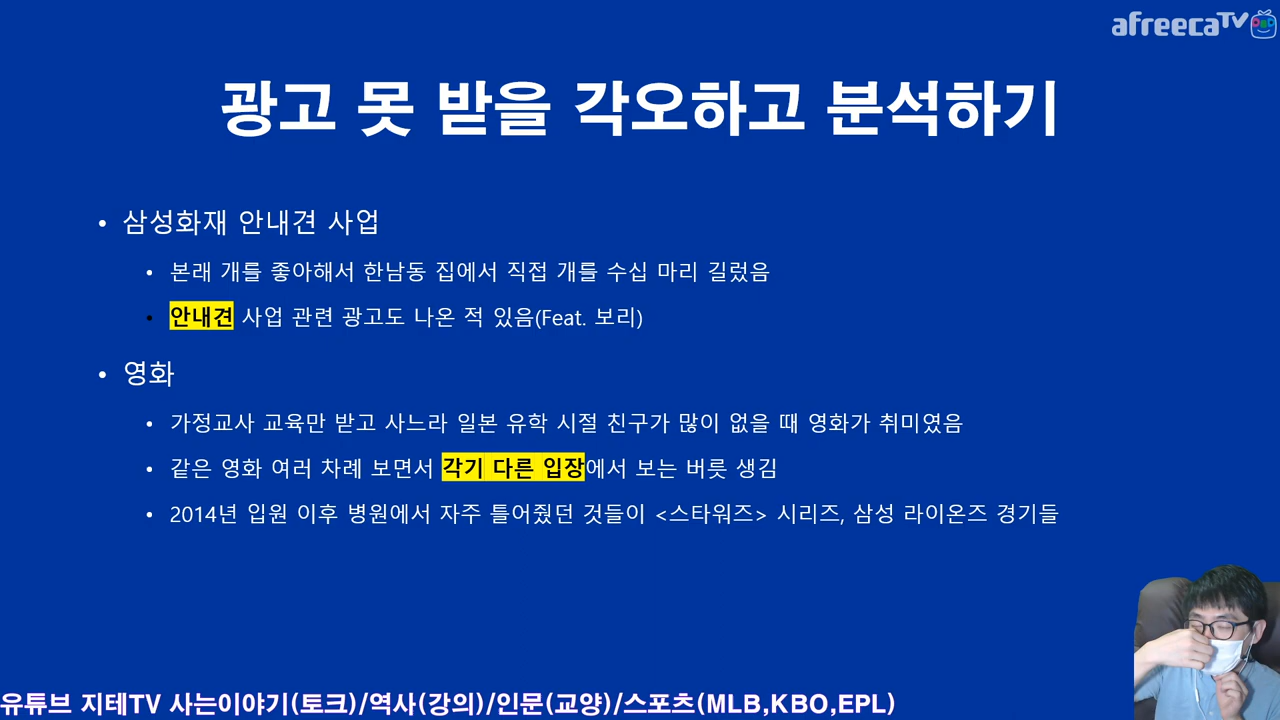 afreecaTV
광고 못 받을 각오하고 분석하기
• 삼성화재 안내견 사업
• 본래 개를 좋아해서 한남동 집에서 직접 개를 수십 마리 길렀음
• 안내견 사업 관련 광고도 나온 적 있음(Feat. 보리)
• 영화
• 가정교사 교육만 받고 사느라 일본 유학 시절 친구가 많이 없을 때 영화가 취미였음
• 같은 영화 여러 차례 보면서 각기 다른 입장에서 보는 버릇 생김
• 2014년 입원 이후 병원에서 자주 틀어줬던 것들이 <스타워즈> 시리즈, 삼성 라이온즈 경기들
유튜브 지테TV 사는이야기(토크)/역사(강의)/인문(교양)/스포츠(MLB,KBO,EPL)